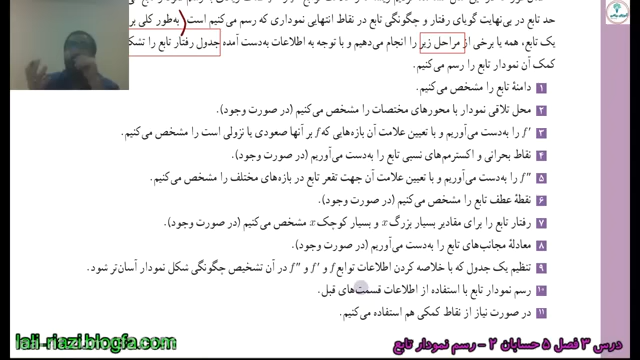 حد تابع در بی‌نهایت گویای رفتار و چگونگی تابع در نقاط انتهایی نموداری که رسم می‌کنیم است. به‌طور کلی بر
یک تابع، همه یا برخی از مراحل زیر را انجام می‌دهیم و با توجه به اطلاعات به‌دست آمده جدول رفتار تابع را تشک
کمک آن نمودار تابع را رسم می‌کنیم.
۱ دامنهٔ تابع را مشخص می‌کنیم.
۲ محل تلاقی نمودار با محورهای مختصات را مشخص می‌کنیم (در صورت وجود).
۳ f′ را به‌دست می‌آوریم و با تعیین علامت آن بازه‌هایی که f بر آنها صعودی یا نزولی است را مشخص می‌کنیم.
۴ نقاط بحرانی و اکسترمم‌های نسبی تابع را به‌دست می‌آوریم (در صورت وجود).
۵ f″ را به‌دست می‌آوریم و با تعیین علامت آن جهت تقعر تابع در بازه‌های مختلف را مشخص می‌کنیم.
۶ نقطهٔ عطف تابع را مشخص می‌کنیم (در صورت وجود).
۷ رفتار تابع را برای مقادیر بسیار بزرگ x و بسیار کوچک x مشخص می‌کنیم (در صورت وجود).
۸ معادلهٔ مجانب‌های تابع را به‌دست می‌آوریم (در صورت وجود).
۹ تنظیم یک جدول که با خلاصه کردن اطلاعات توابع f و f′ و f″ در آن تشخیص چگونگی شکل نمودار آسان‌تر شود.
۱۰ رسم نمودار تابع با استفاده از اطلاعات قسمت‌های قبل.
۱۱ در صورت نیاز از نقاط کمکی هم استفاده می‌کنیم.
lali-riazi.blogfa.com
درس ۳ فصل ۵ حسابان ۲ - رسم نمودار تابع